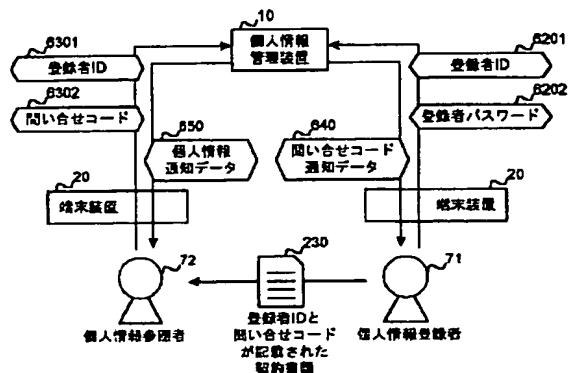 10
個人情報
管理装置
6301
登録者ID
6302
問い合せコード
6201
登録者ID
6202
登録者パスワード
650
個人情報
通知データ
640
問い合せコード
通知データ
20
端末装置
20
端末装置
72
個人情報参照者
230
登録者IDと
問い合せコード
が記載された
契約書類
71
個人情報登録者